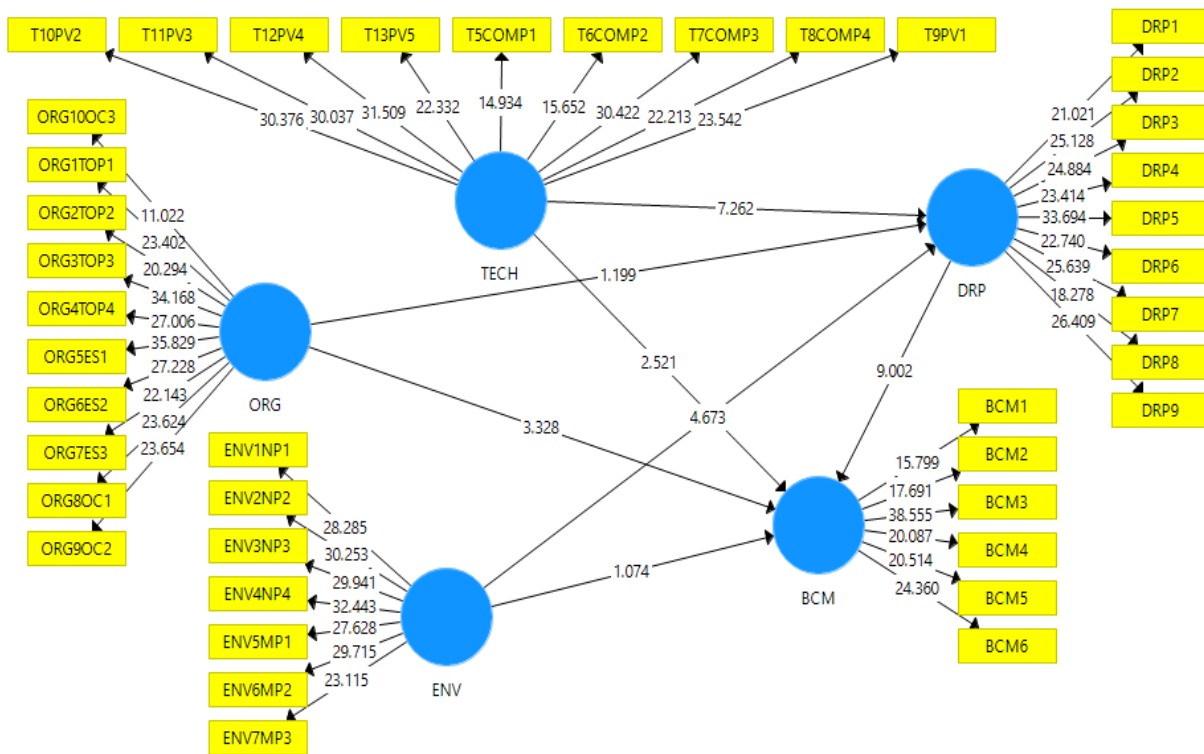 T10PV2
T11PV3
T12PV4
T13PV5
T5COMP1
T6COMP2
T7COMP3
T8COMP4
T9PV1
30.376
30.037
31.509
22.332
14.934
15.652
30.422
22.213
23.542
TECH
ORG10OC3
ORG1TOP1
ORG2TOP2
ORG3TOP3
ORG4TOP4
ORG5ES1
ORG6ES2
ORG7ES3
ORG8OC1
ORG9OC2
11.022
23.402
20.294
34.168
27.006
35.829
27.228
22.143
23.624
23.654
ORG
7.262
1.199
2.521
3.328
4.673
1.074
9.002
DRP1
DRP2
DRP3
DRP4
DRP5
DRP6
DRP7
DRP8
DRP9
21.021
25.128
24.884
23.414
33.694
22.740
25.639
18.278
26.409
DRP
ENV1NP1
ENV2NP2
ENV3NP3
ENV4NP4
ENV5MP1
ENV6MP2
ENV7MP3
28.285
30.253
29.941
32.443
27.628
29.715
23.115
ENV
BCM1
BCM2
BCM3
BCM4
BCM5
BCM6
15.799
17.691
38.555
20.087
20.514
24.360
BCM